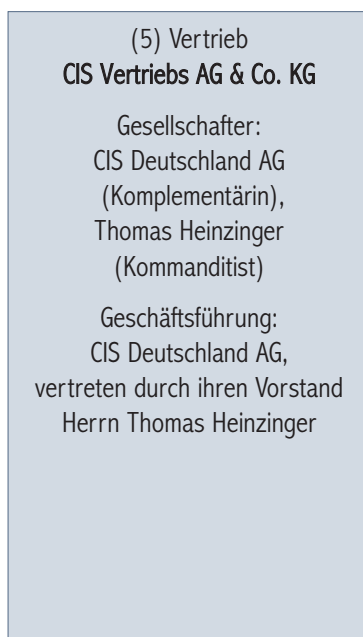 (5) Vertrieb
CIS Vertriebs AG & Co. KG
Gesellschafter:
CIS Deutschland AG
(Komplementärin),
Thomas Heinzinger
(Kommanditist)
Geschäftsführung:
CIS Deutschland AG,
vertreten durch ihren Vorstand
Herrn Thomas Heinzinger